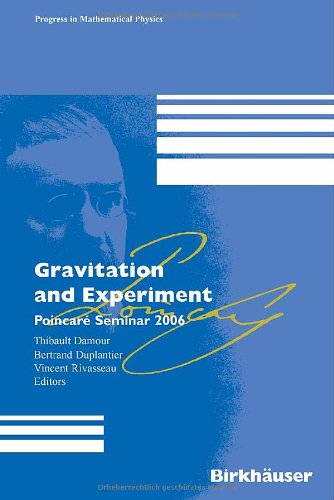 Progress in Mathematical Physics
Gravitation
and Experiment
Poincaré Seminar 2006
Thibault Damour
Bertrand Duplantier
Vincent Rivasseau
Editors
Birkhäuser
Urheberrechtlich geschütztes Material